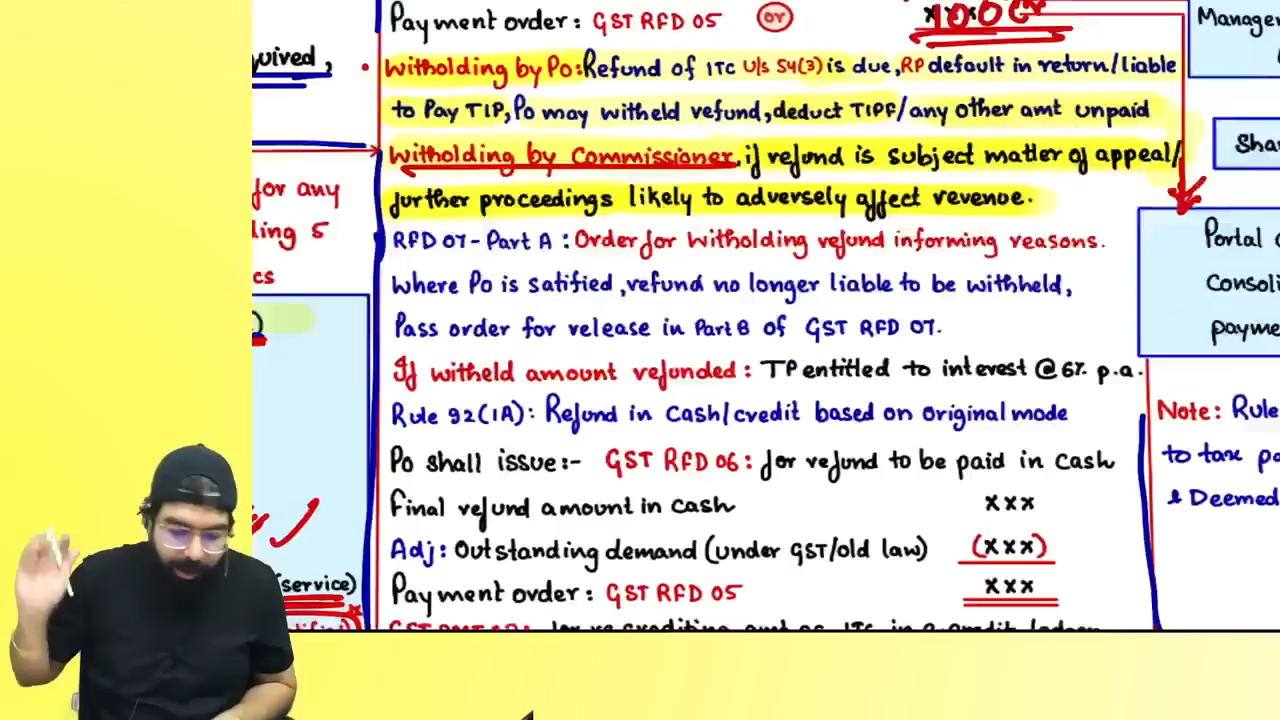 Payment order: GST RFD 05
or
1000cr
Witholding by Po: Refund of ITC u/s 54(3) is due, RP default in return/liable
to Pay TIP, Po may witheld refund, deduct TIPF/any other amt unpaid
Witholding by Commissioner, if refund is subject matter of appeal/
further proceedings likely to adversely affect revenue.
RFD 07- Part A : Order for witholding refund informing reasons.
Where Po is satified, refund no longer liable to be withheld,
Pass order for release in Part B of GST RFD 07.
If witheld amount refunded : TP entitled to interest @6% p.a.
Rule 92(1A): Refund in cash/credit based on original mode
Po shall issue:- GST RFD 06: for refund to be paid in cash
Final refund amount in cash xxx
Adj: Outstanding demand (under GST/old law) (xxx)
Payment order: GST RFD 05 xxx
quived,
for any
ding 5
cs
(service)
Manage
Sha
Portal
Consoli
payme
Note: Rule
to tax pa
& Deemed